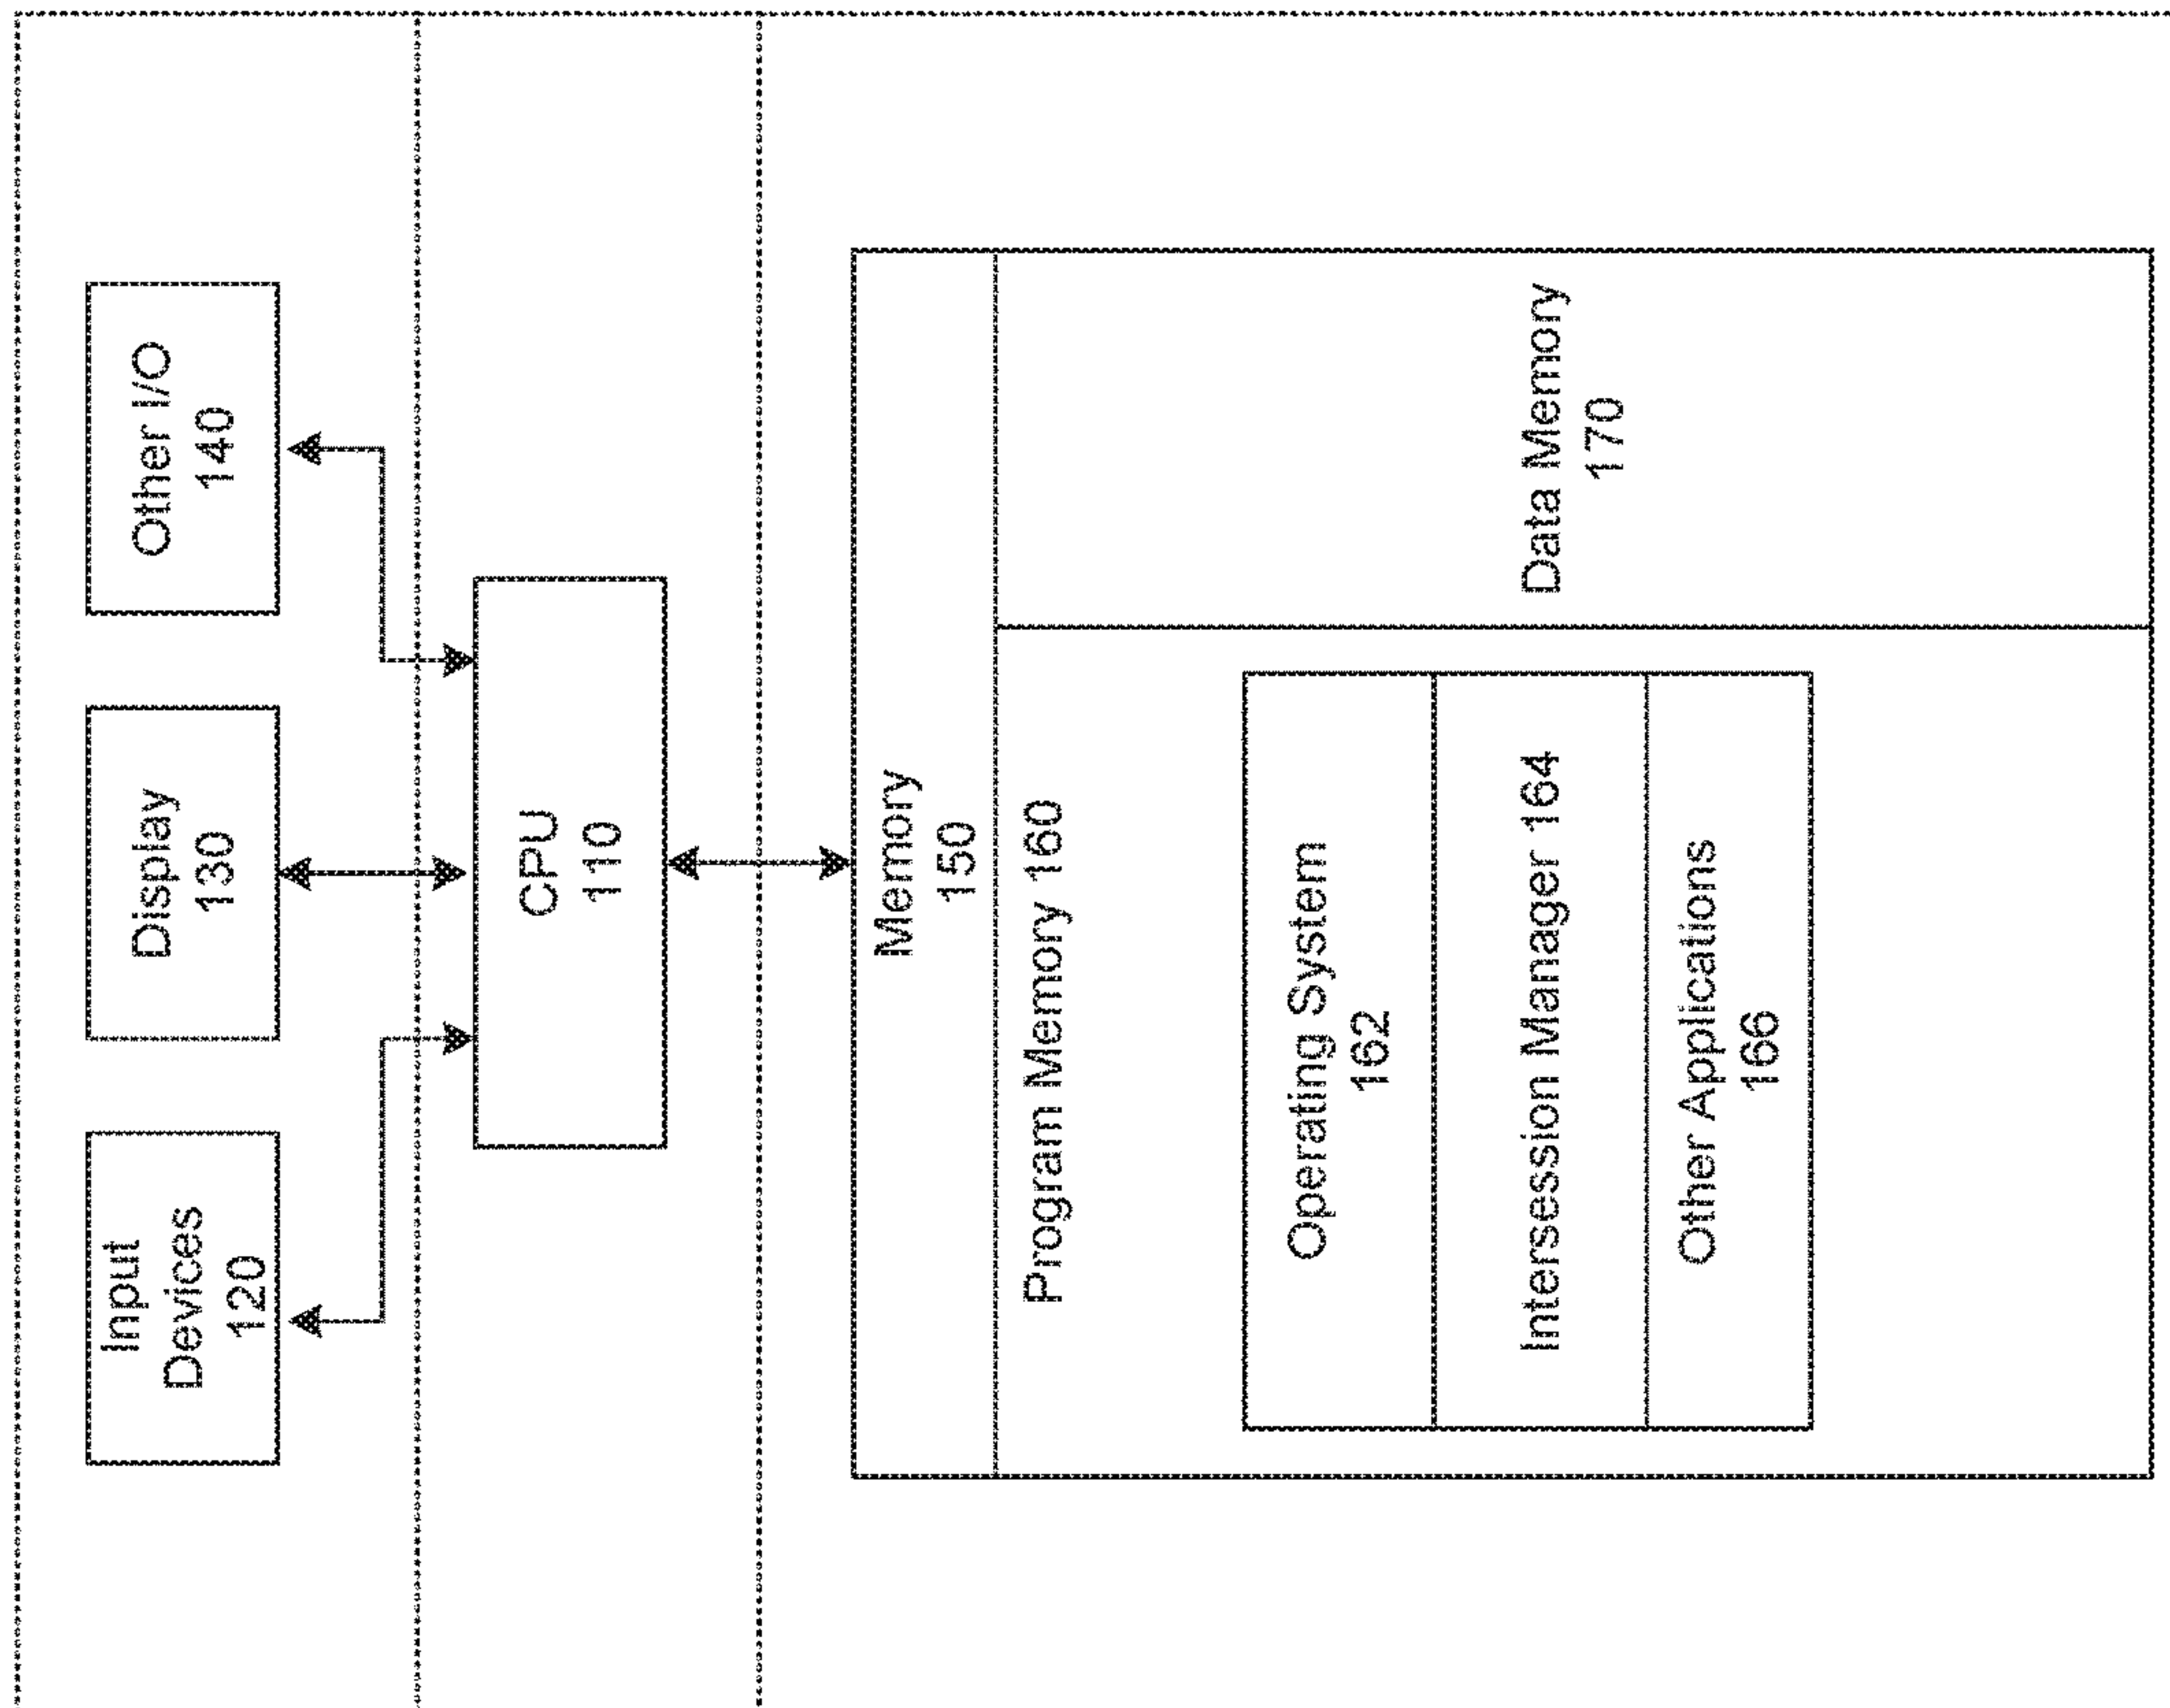 Input
Devices
120
Display
130
Other I/O
140
CPU
110
Memory
150
Program Memory 160
Operating System
162
Intersession Manager 164
Other Applications
166
Data Memory
170